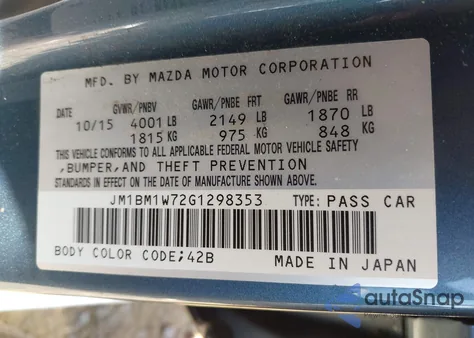 MFD. BY MAZDA MOTOR CORPORATION
DATE GVWR/PNBV GAWR/PNBE FRT GAWR/PNBE RR
10/15 4001 LB 2149 LB 1870 LB
1815 KG 975 KG 848 KG
THIS VEHICLE CONFORMS TO ALL APPLICABLE FEDERAL MOTOR VEHICLE SAFETY
,BUMPER,AND THEFT PREVENTION
STANDARDS IN EFFECT ON THE DATE OF MANUFACTURE SHOWN ABOVE.
JM1BM1W72G1298353 TYPE: PASS CAR
BODY COLOR CODE;42B MADE IN JAPAN
autoSnap